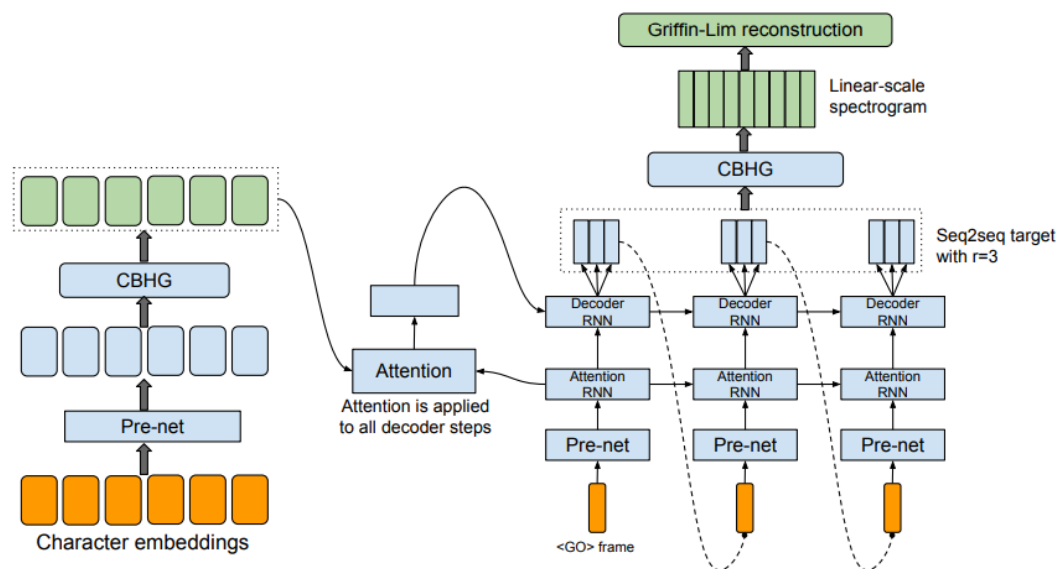 Griffin-Lim reconstruction
Linear-scale
spectrogram
CBHG
Seq2seq target
with r=3
CBHG
Decoder
RNN
Decoder
RNN
Decoder
RNN
Attention
Attention is applied
to all decoder steps
Attention
RNN
Attention
RNN
Attention
RNN
Pre-net
Pre-net
Pre-net
Pre-net
Character embeddings
<GO> frame